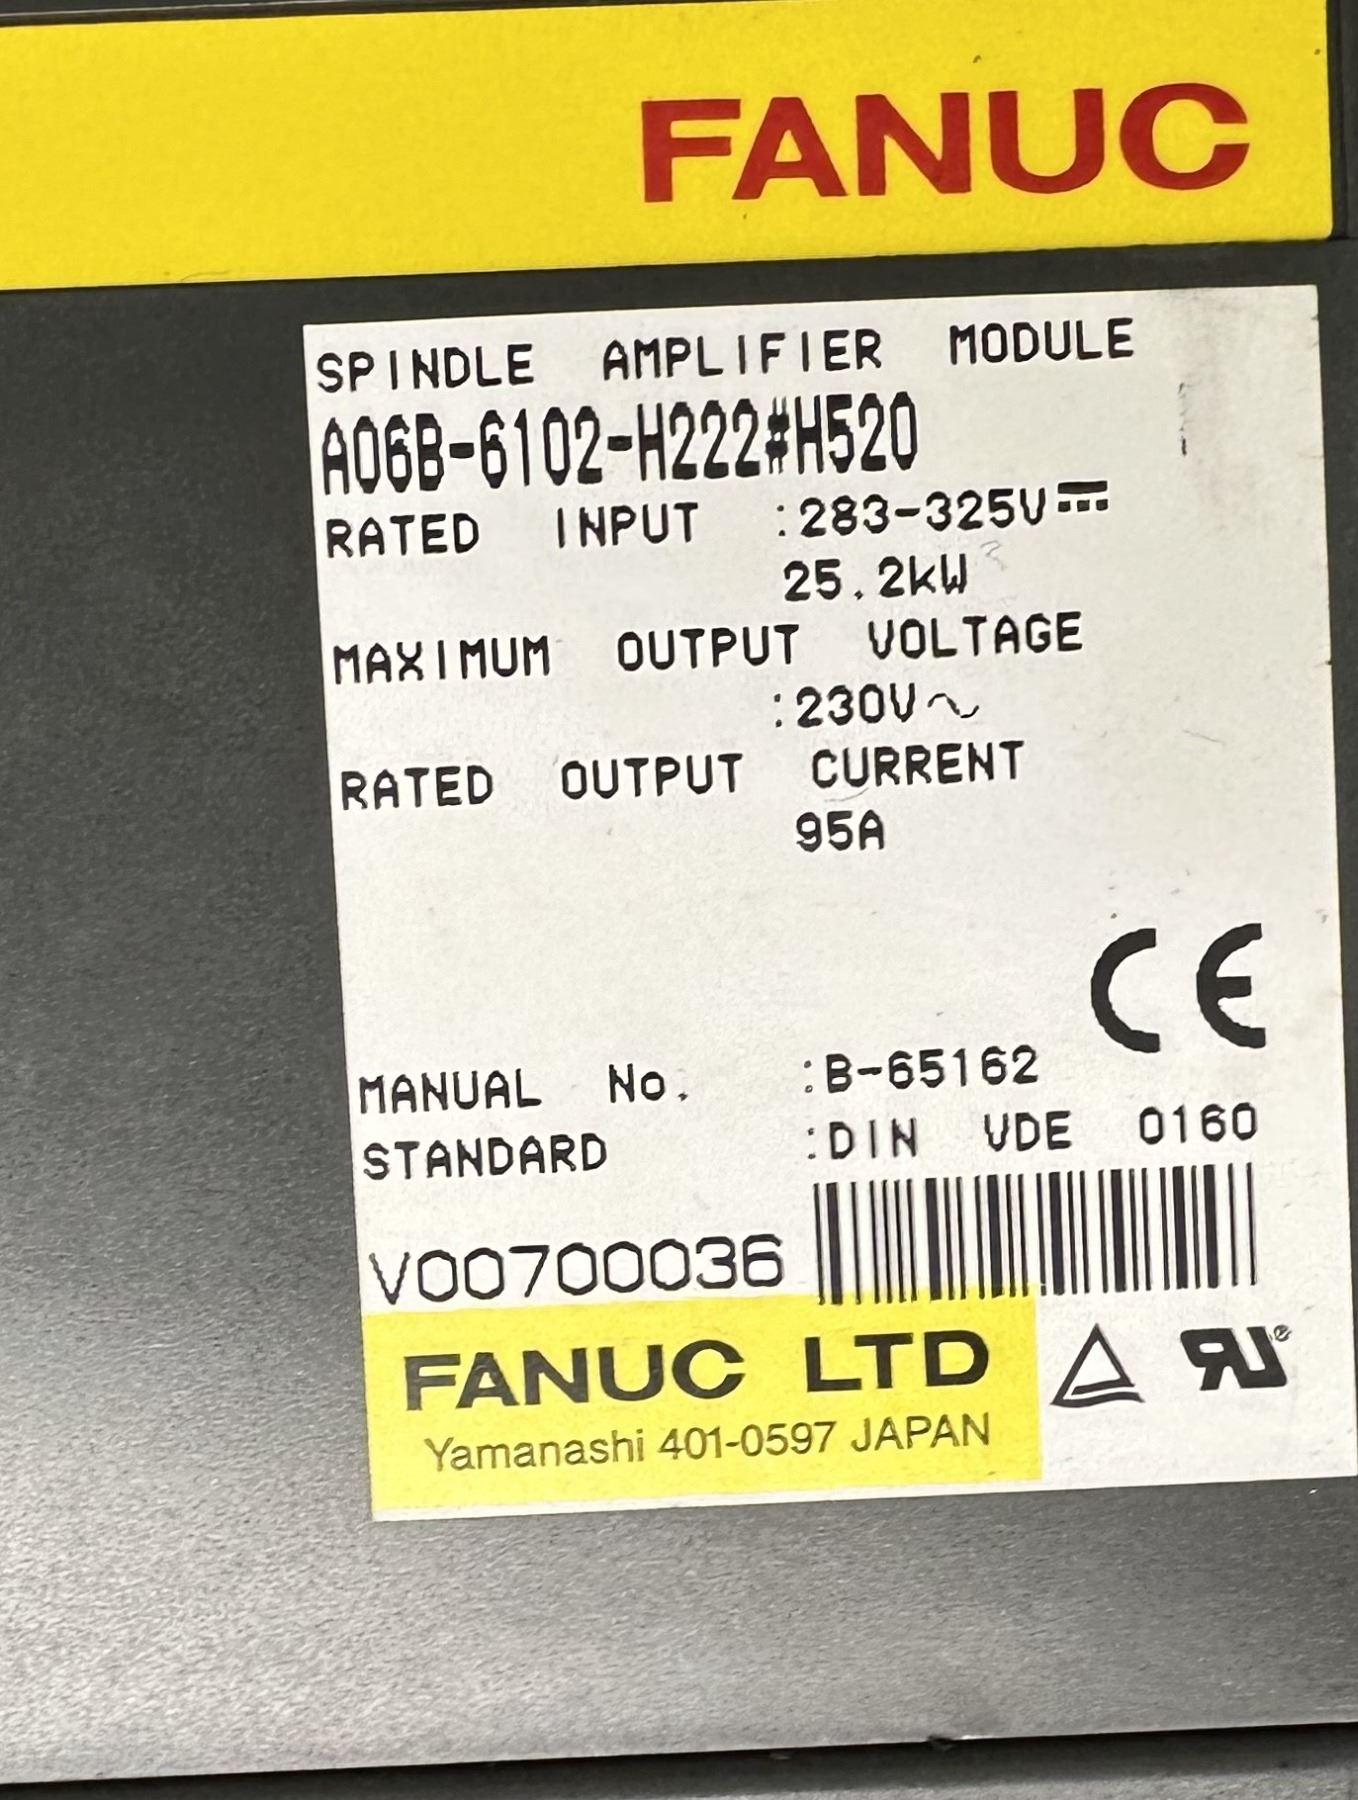 FANUC
SPINDLE AMPLIFIER MODULE
A06B-6102-H222#H520
RATED INPUT :283-325V⎓
25.2kW
MAXIMUM OUTPUT VOLTAGE
:230V~
RATED OUTPUT CURRENT
95A
CE
MANUAL No. :B-65162
STANDARD :DIN VDE 0160
V00700036
FANUC LTD
Yamanashi 401-0597 JAPAN